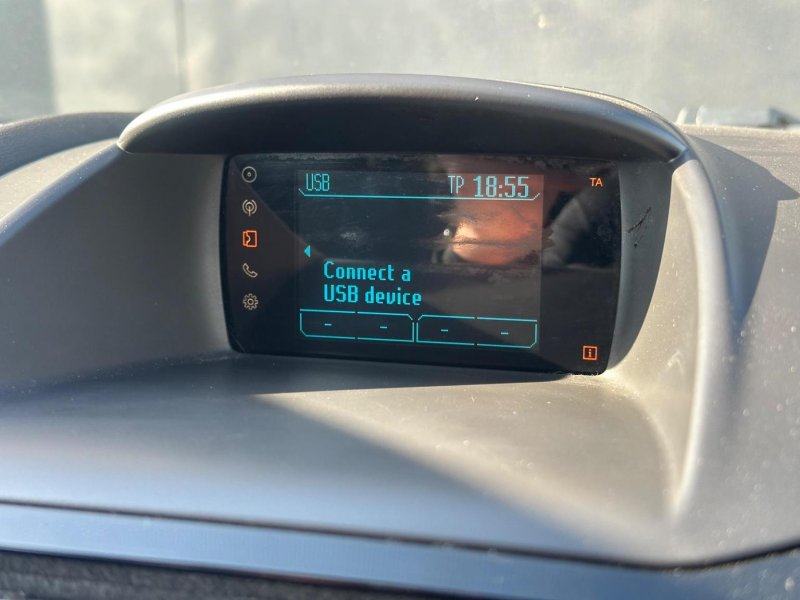 USB TP 18:55 TA
Connect a
USB device
- - - -
i